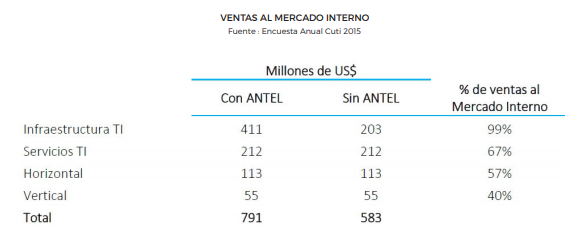 VENTAS AL MERCADO INTERNO
Fuente : Encuesta Anual Cuti 2015
Millones de US$
% de ventas al
Con ANTEL Sin ANTEL Mercado Interno
Infraestructura TI 411 203 99%
Servicios TI 212 212 67%
Horizontal 113 113 57%
Vertical 55 55 40%
Total 791 583